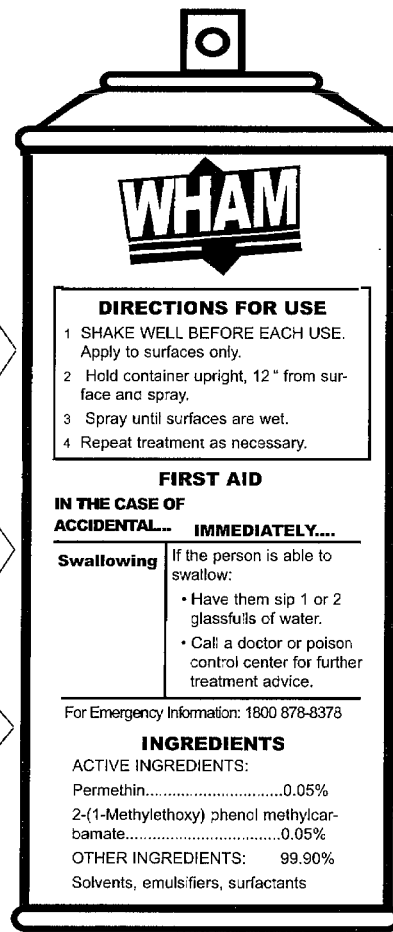 WHAM
DIRECTIONS FOR USE
1 SHAKE WELL BEFORE EACH USE.
Apply to surfaces only.
2 Hold container upright, 12 " from sur-
face and spray.
3 Spray until surfaces are wet.
4 Repeat treatment as necessary.
FIRST AID
IN THE CASE OF
ACCIDENTAL... IMMEDIATELY....
Swallowing
If the person is able to
swallow:
• Have them sip 1 or 2
glassfulls of water.
• Call a doctor or poison
control center for further
treatment advice.
For Emergency Information: 1800 878-8378
INGREDIENTS
ACTIVE INGREDIENTS:
Permethin..............................0.05%
2-(1-Methylethoxy) phenol methylcar-
bamate..................................0.05%
OTHER INGREDIENTS: 99.90%
Solvents, emulsifiers, surfactants